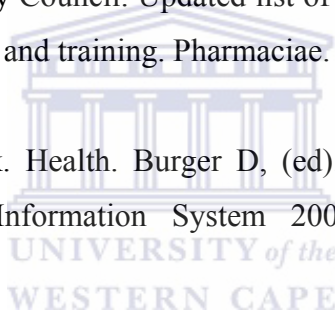 y Council. Updated list of
and training. Pharmaciae.
. Health. Burger D, (ed)
Information System 200
UNIVERSITY of the
WESTERN CAPE